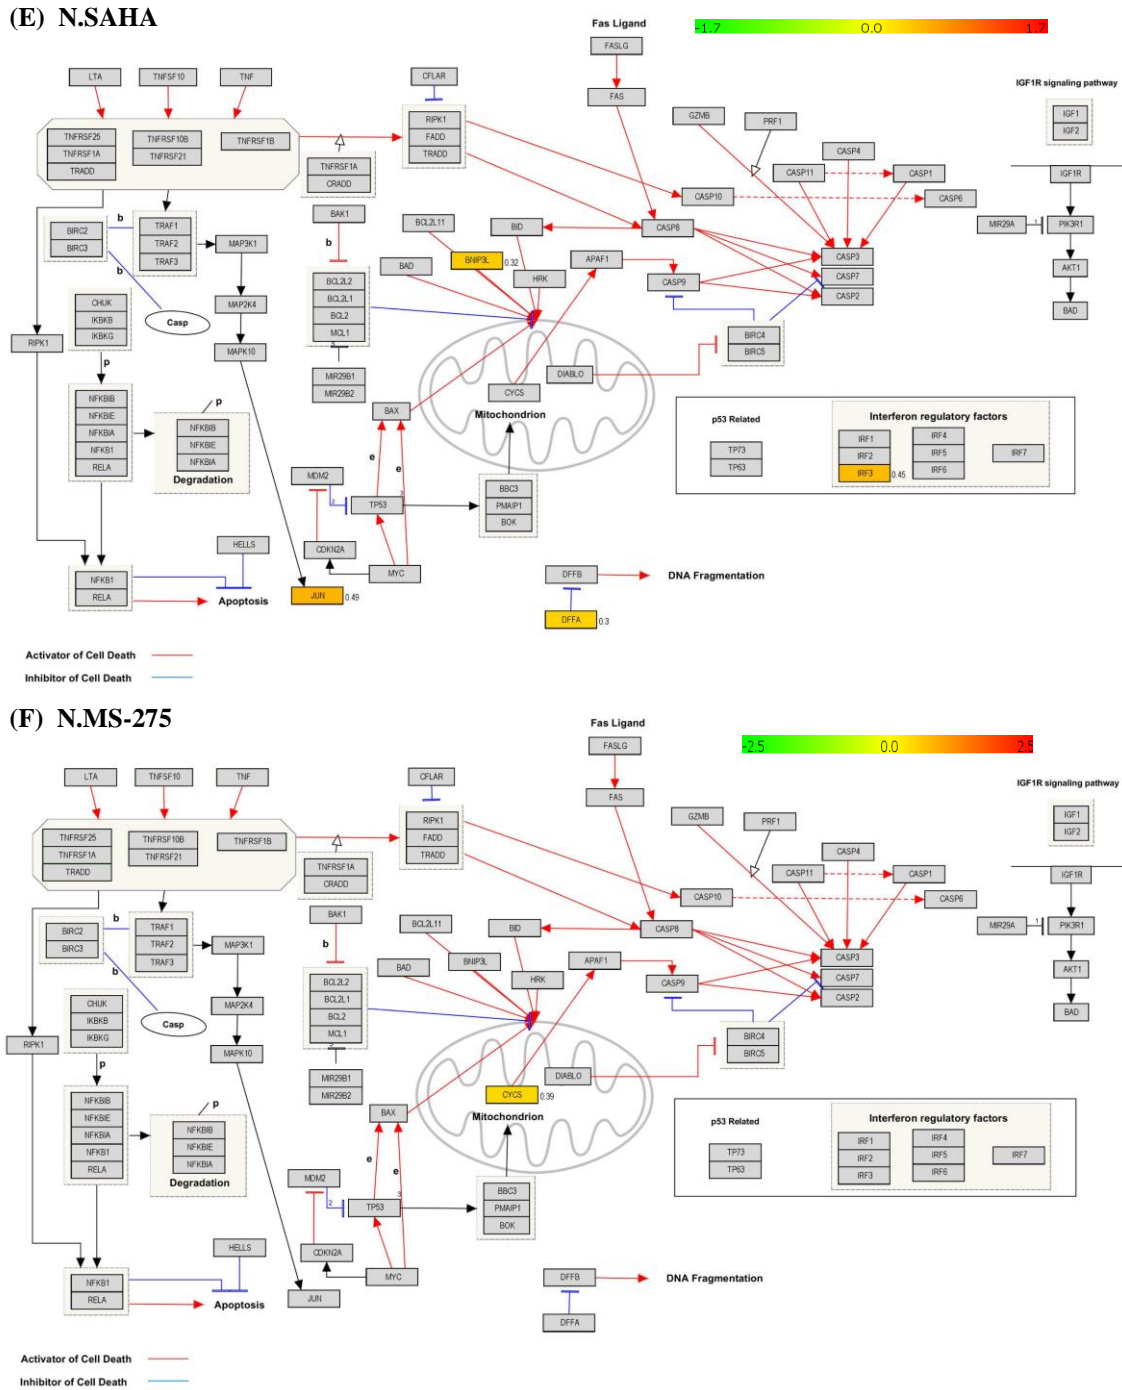 (E) N.SAHA
-1.7 0.0 1.7
Fas Ligand
FASLG
LTA TNFSF10 TNF
CFLAR
FAS
IGF1R signaling pathway
IGF1
IGF2
TNFRSF25
TNFRSF1A
TRADD
TNFRSF10B
TNFRSF21
TNFRSF1B
RIPK1
FADD
TRADD
GZMB
PRF1
CASP4
CASP11
CASP1
TNFRSF1A
CRADD
IGF1R
CASP10
CASP6
BIRC2
BIRC3
b
b
TRAF1
TRAF2
TRAF3
MAP3K1
BAK1
b
BCL2L11
BID
CASP8
MIR29A
1
PIK3R1
BAD
BNIP3L
0.32
APAF1
HRK
CASP9
CASP3
CASP7
CASP2
AKT1
BAD
CHUK
IKBKB
IKBKG
Casp
MAP2K4
BCL2L2
BCL2L1
BCL2
MCL1
RIPK1
p
MAPK10
BIRC4
BIRC5
MIR29B1
MIR29B2
DIABLO
CYCS
Mitochondrion
BAX
NFKBIB
NFKBIE
NFKBIA
NFKB1
RELA
p
NFKBIB
NFKBIE
NFKBIA
Degradation
p53 Related
TP73
TP63
Interferon regulatory factors
IRF1
IRF2
IRF3
0.45
IRF4
IRF5
IRF6
IRF7
e
e
MDM2
2
TP53
3
BBC3
PMAIP1
BOK
HELLS
CDKN2A
MYC
NFKB1
RELA
Apoptosis
JUN
0.49
DFFB
DNA Fragmentation
DFFA
0.3
Activator of Cell Death
Inhibitor of Cell Death
(F) N.MS-275
-2.5 0.0 2.5
Fas Ligand
FASLG
LTA TNFSF10 TNF
CFLAR
FAS
IGF1R signaling pathway
IGF1
IGF2
TNFRSF25
TNFRSF1A
TRADD
TNFRSF10B
TNFRSF21
TNFRSF1B
RIPK1
FADD
TRADD
GZMB
PRF1
CASP4
CASP11
CASP1
TNFRSF1A
CRADD
IGF1R
CASP10
CASP6
BIRC2
BIRC3
b
b
TRAF1
TRAF2
TRAF3
MAP3K1
BAK1
b
BCL2L11
BID
CASP8
MIR29A
1
PIK3R1
BAD
BNIP3L
APAF1
HRK
CASP9
CASP3
CASP7
CASP2
AKT1
BAD
CHUK
IKBKB
IKBKG
Casp
MAP2K4
BCL2L2
BCL2L1
BCL2
MCL1
RIPK1
p
MAPK10
BIRC4
BIRC5
MIR29B1
MIR29B2
DIABLO
CYCS
0.39
Mitochondrion
BAX
NFKBIB
NFKBIE
NFKBIA
NFKB1
RELA
p
NFKBIB
NFKBIE
NFKBIA
Degradation
p53 Related
TP73
TP63
Interferon regulatory factors
IRF1
IRF2
IRF3
IRF4
IRF5
IRF6
IRF7
e
e
MDM2
2
TP53
3
BBC3
PMAIP1
BOK
HELLS
CDKN2A
MYC
NFKB1
RELA
Apoptosis
JUN
DFFB
DNA Fragmentation
DFFA
Activator of Cell Death
Inhibitor of Cell Death